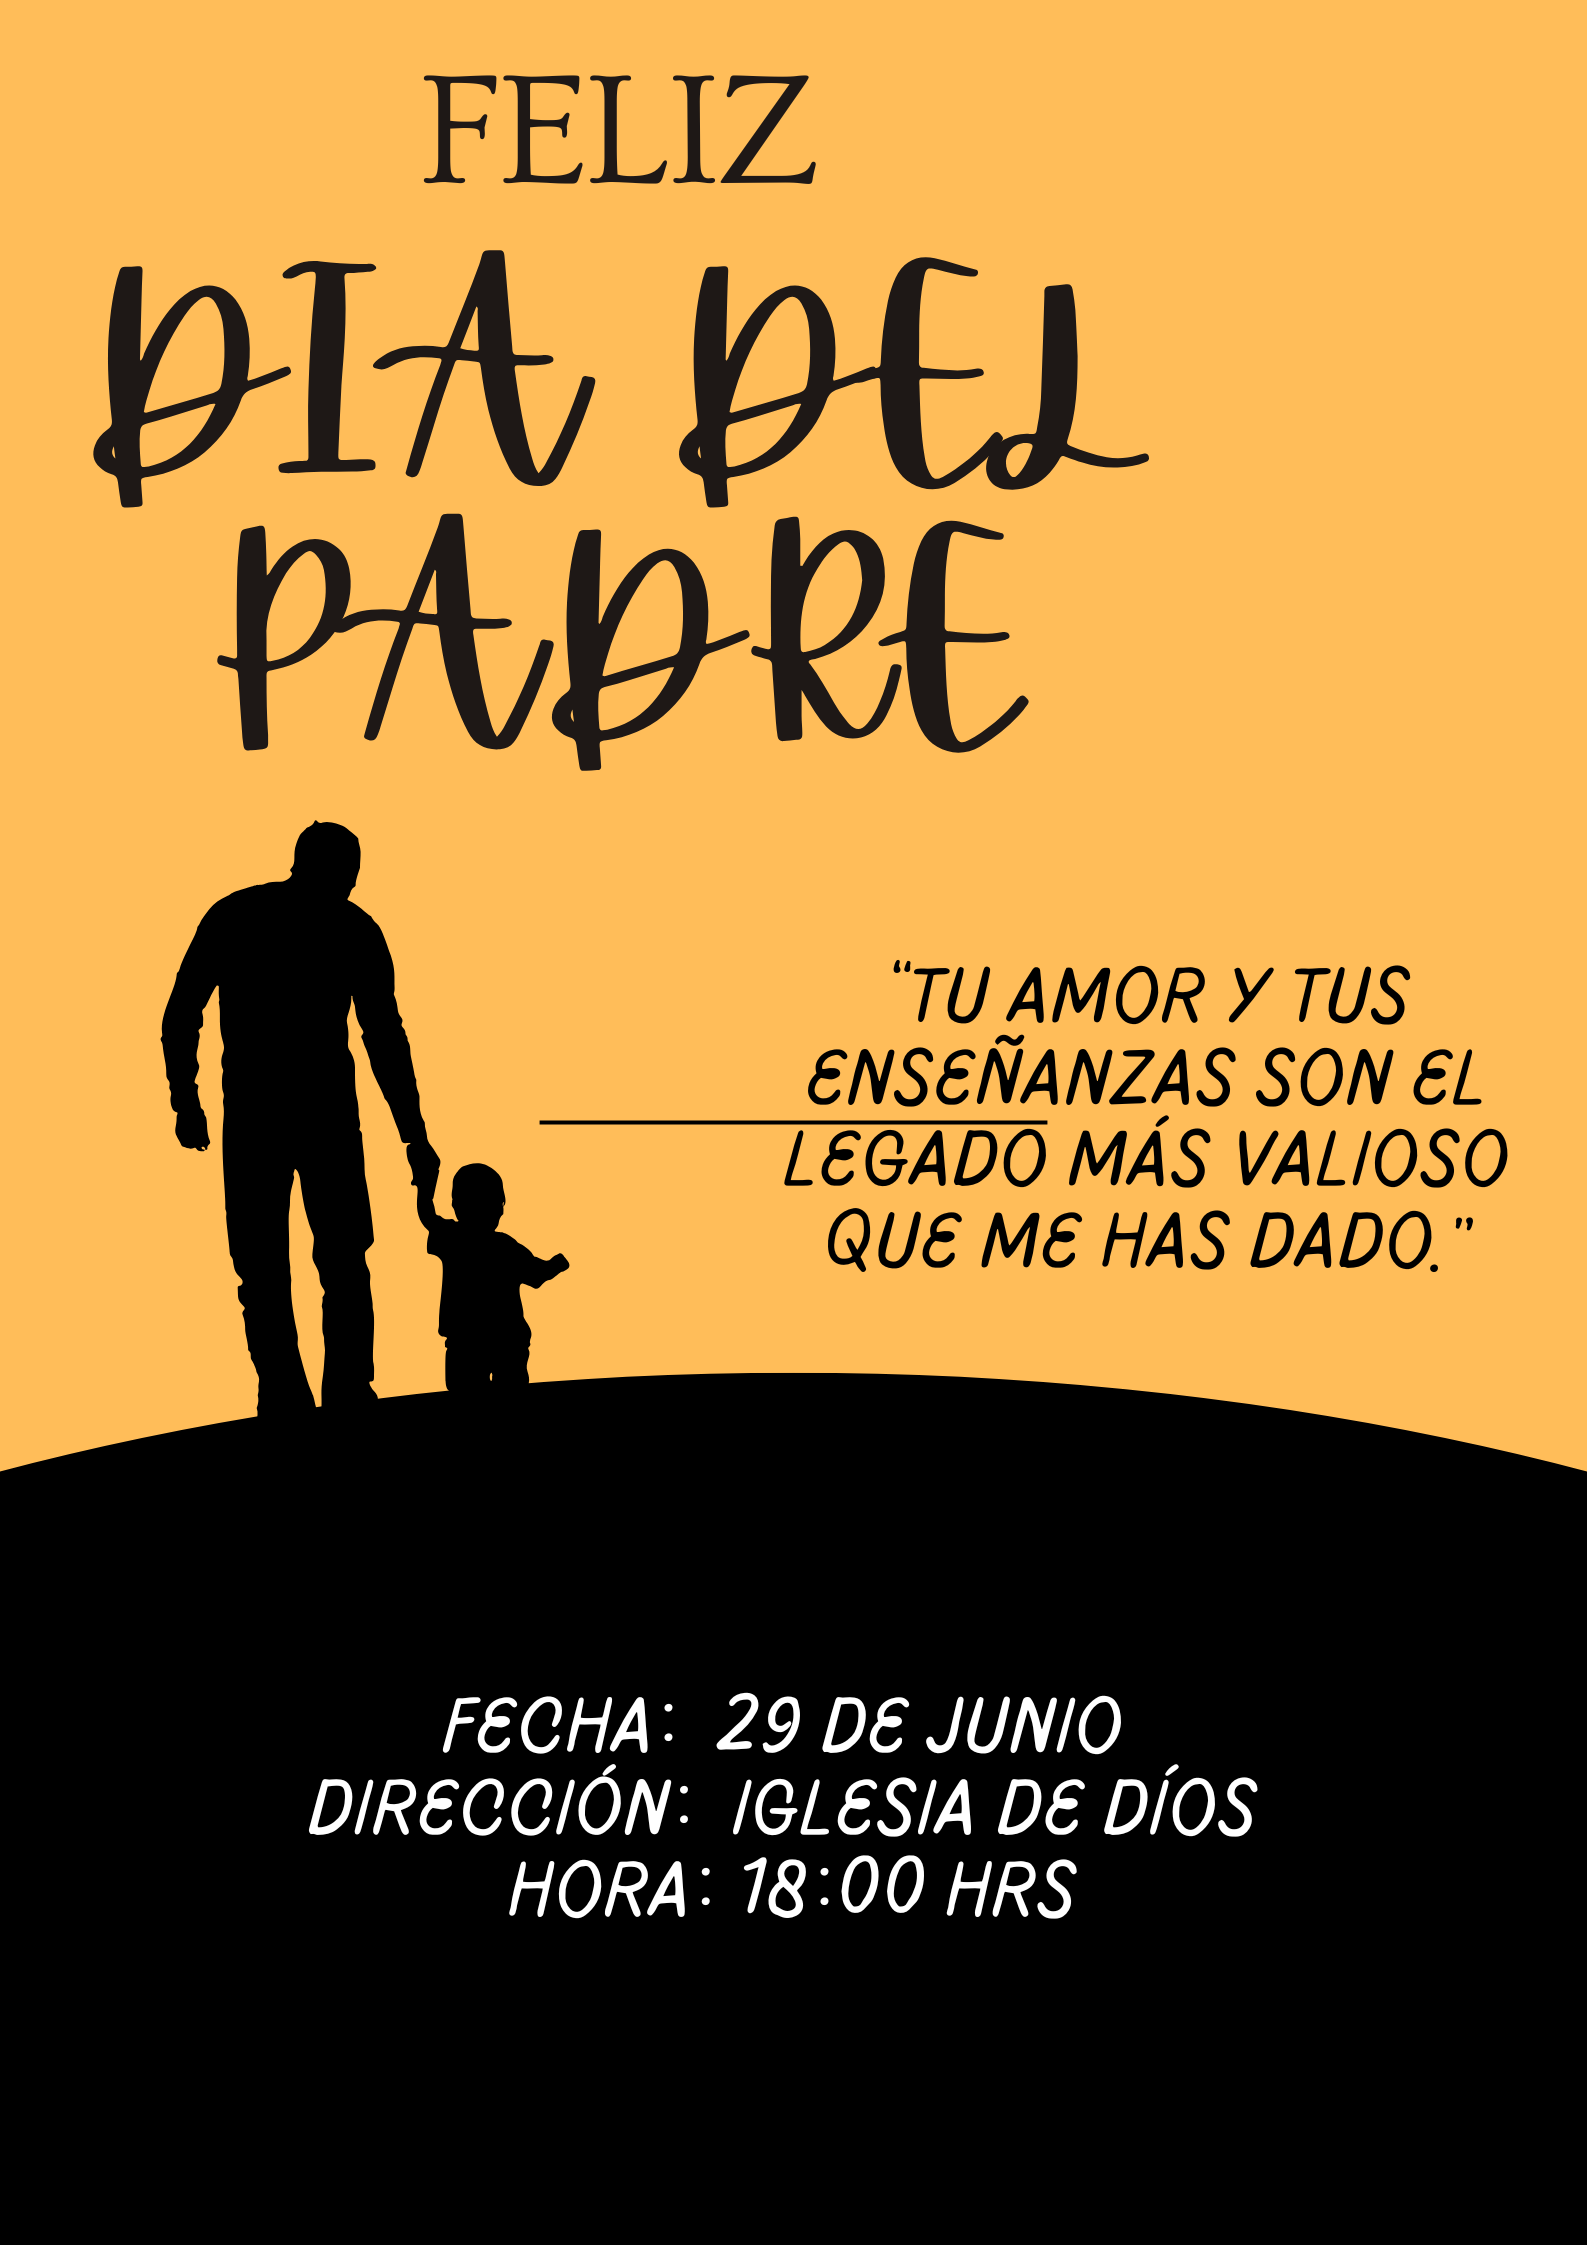 FELIZ
DIA DEL
PADRE
"TU AMOR Y TUS
ENSEÑANZAS SON EL
LEGADO MÁS VALIOSO
QUE ME HAS DADO."
FECHA: 29 DE JUNIO
DIRECCIÓN: IGLESIA DE DÍOS
HORA: 18:00 HRS